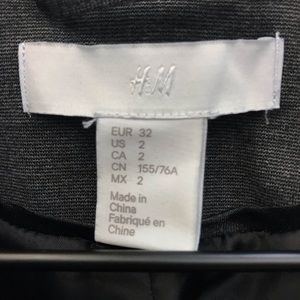 H&M
EUR 32
US 2
CA 2
CN 155/76A
MX 2
Made in
China
Fabriqué en
Chine